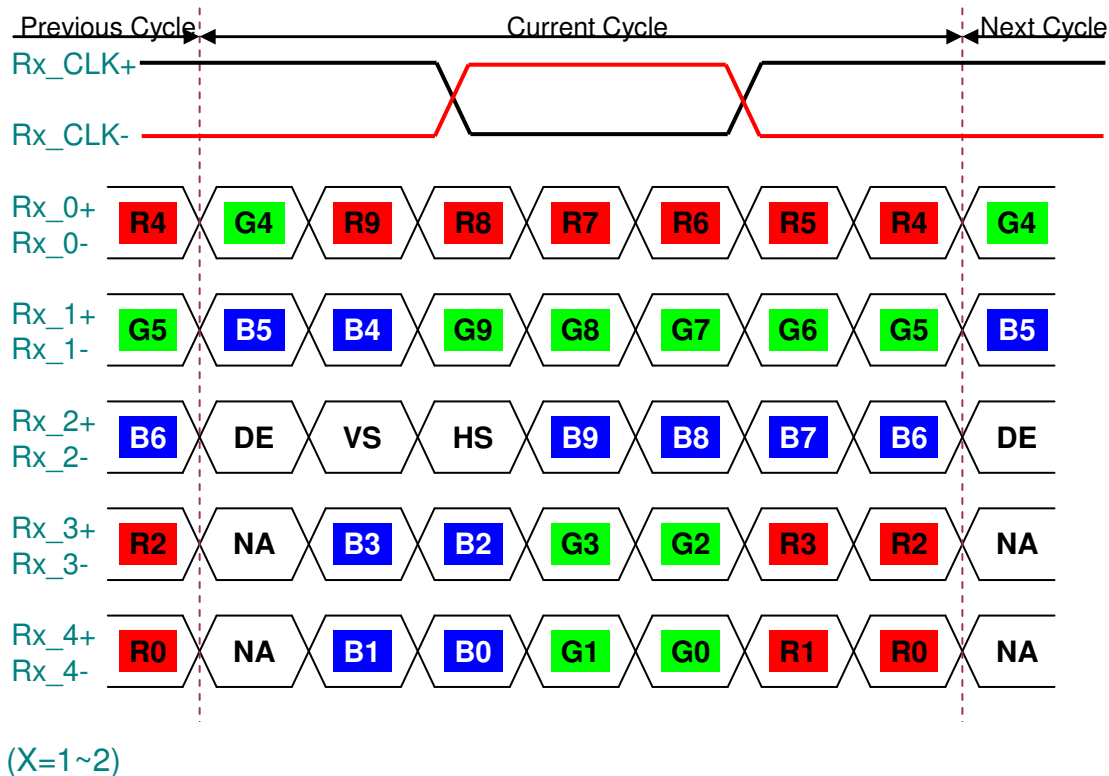 Previous Cycle Current Cycle Next Cycle
Rx_CLK+
Rx_CLK-
Rx_0+
Rx_0-
R4 G4 R9 R8 R7 R6 R5 R4 G4
Rx_1+
Rx_1-
G5 B5 B4 G9 G8 G7 G6 G5 B5
Rx_2+
Rx_2-
B6 DE VS HS B9 B8 B7 B6 DE
Rx_3+
Rx_3-
R2 NA B3 B2 G3 G2 R3 R2 NA
Rx_4+
Rx_4-
R0 NA B1 B0 G1 G0 R1 R0 NA
(X=1~2)